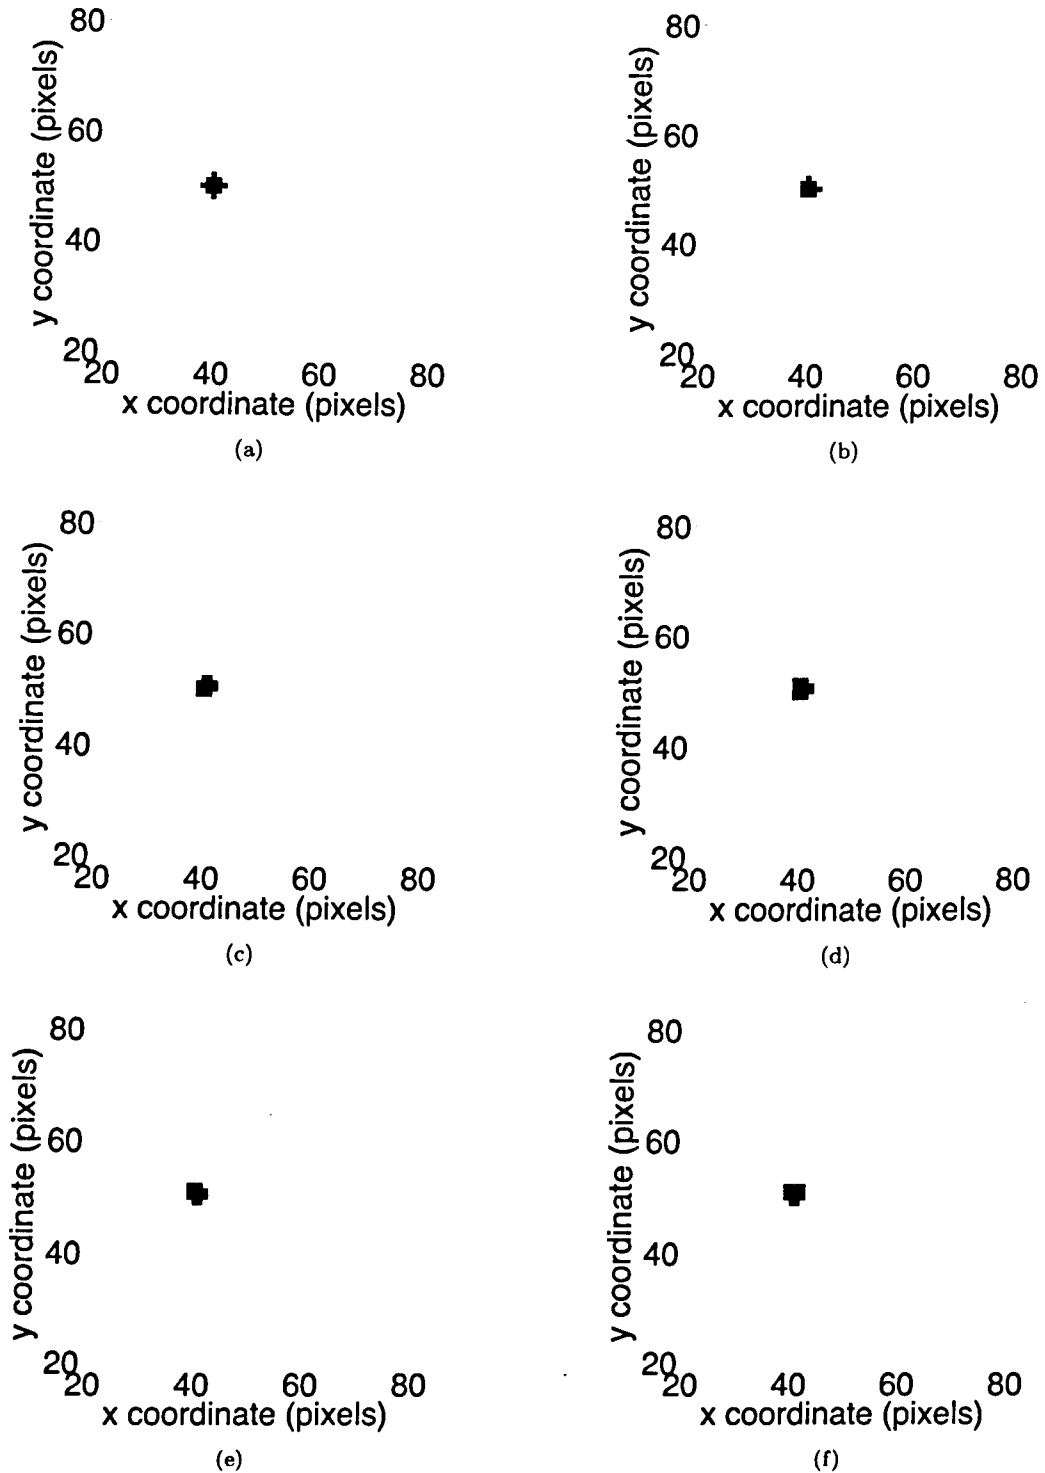 80
y coordinate (pixels)
60
40
20
20 40 60 80
x coordinate (pixels)
(a)
80
y coordinate (pixels)
60
40
20
20 40 60 80
x coordinate (pixels)
(b)
80
y coordinate (pixels)
60
40
20
20 40 60 80
x coordinate (pixels)
(c)
80
y coordinate (pixels)
60
40
20
20 40 60 80
x coordinate (pixels)
(d)
80
y coordinate (pixels)
60
40
20
20 40 60 80
x coordinate (pixels)
(e)
80
y coordinate (pixels)
60
40
20
20 40 60 80
x coordinate (pixels)
(f)